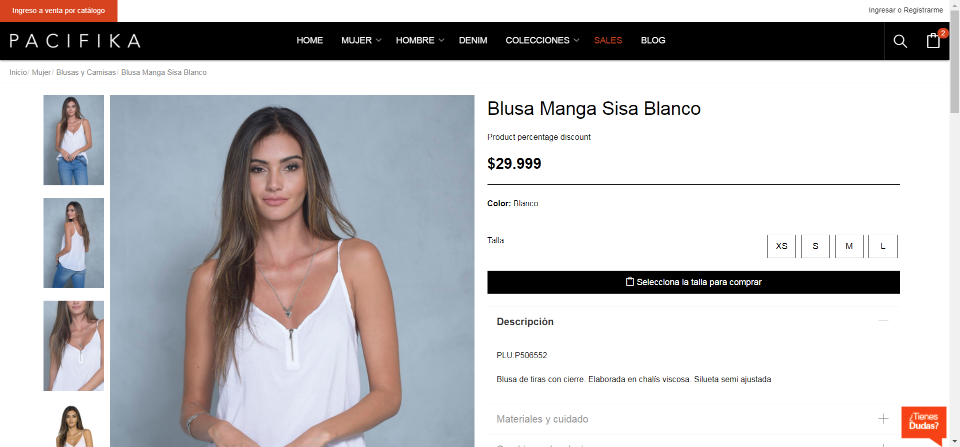 Ingreso a venta por catálogo
Ingresar o Registrarme
PACIFIKA
HOME MUJER HOMBRE DENIM COLECCIONES SALES BLOG
2
Inicio/ Mujer/ Blusas y Camisas/ Blusa Manga Sisa Blanco
Blusa Manga Sisa Blanco
Product percentage discount
$29.999
Color: Blanco
Talla
XS S M L
Selecciona la talla para comprar
Descripción
PLU:P506552
Blusa de tiras con cierre. Elaborada en chalís viscosa. Silueta semi ajustada
Materiales y cuidado
¿Tienes
Dudas?